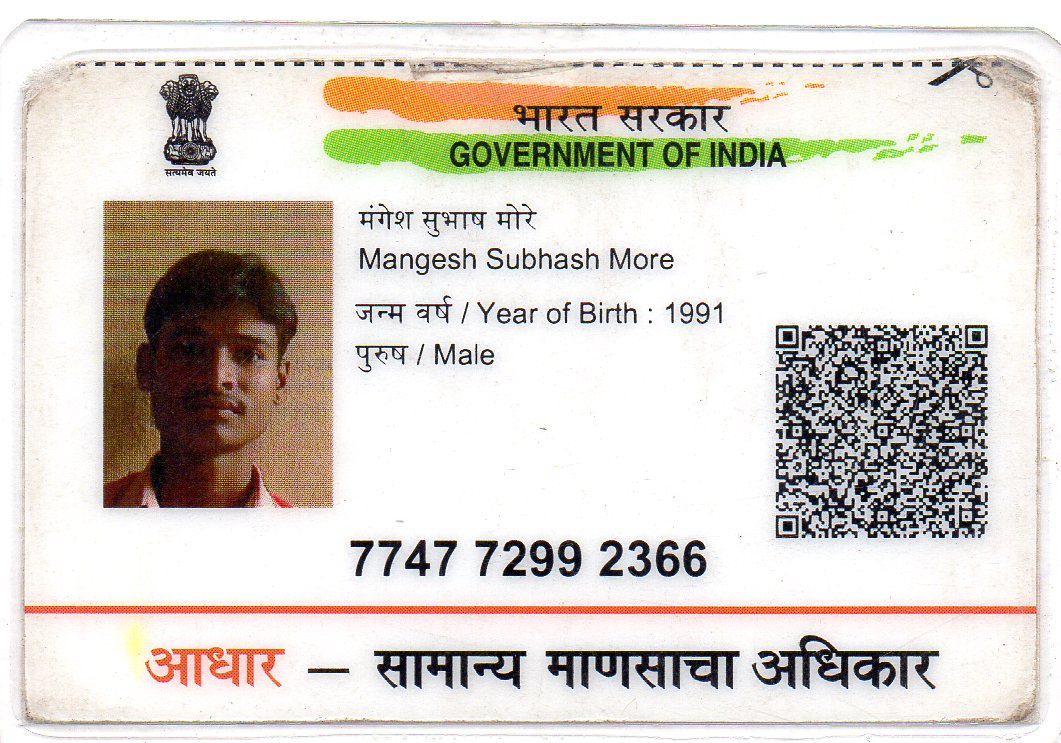 भारत सरकार
GOVERNMENT OF INDIA
सत्यमेव जयते
मंगेश सुभाष मोरे
Mangesh Subhash More
जन्म वर्ष / Year of Birth : 1991
पुरुष / Male
7747 7299 2366
आधार — सामान्य माणसाचा अधिकार